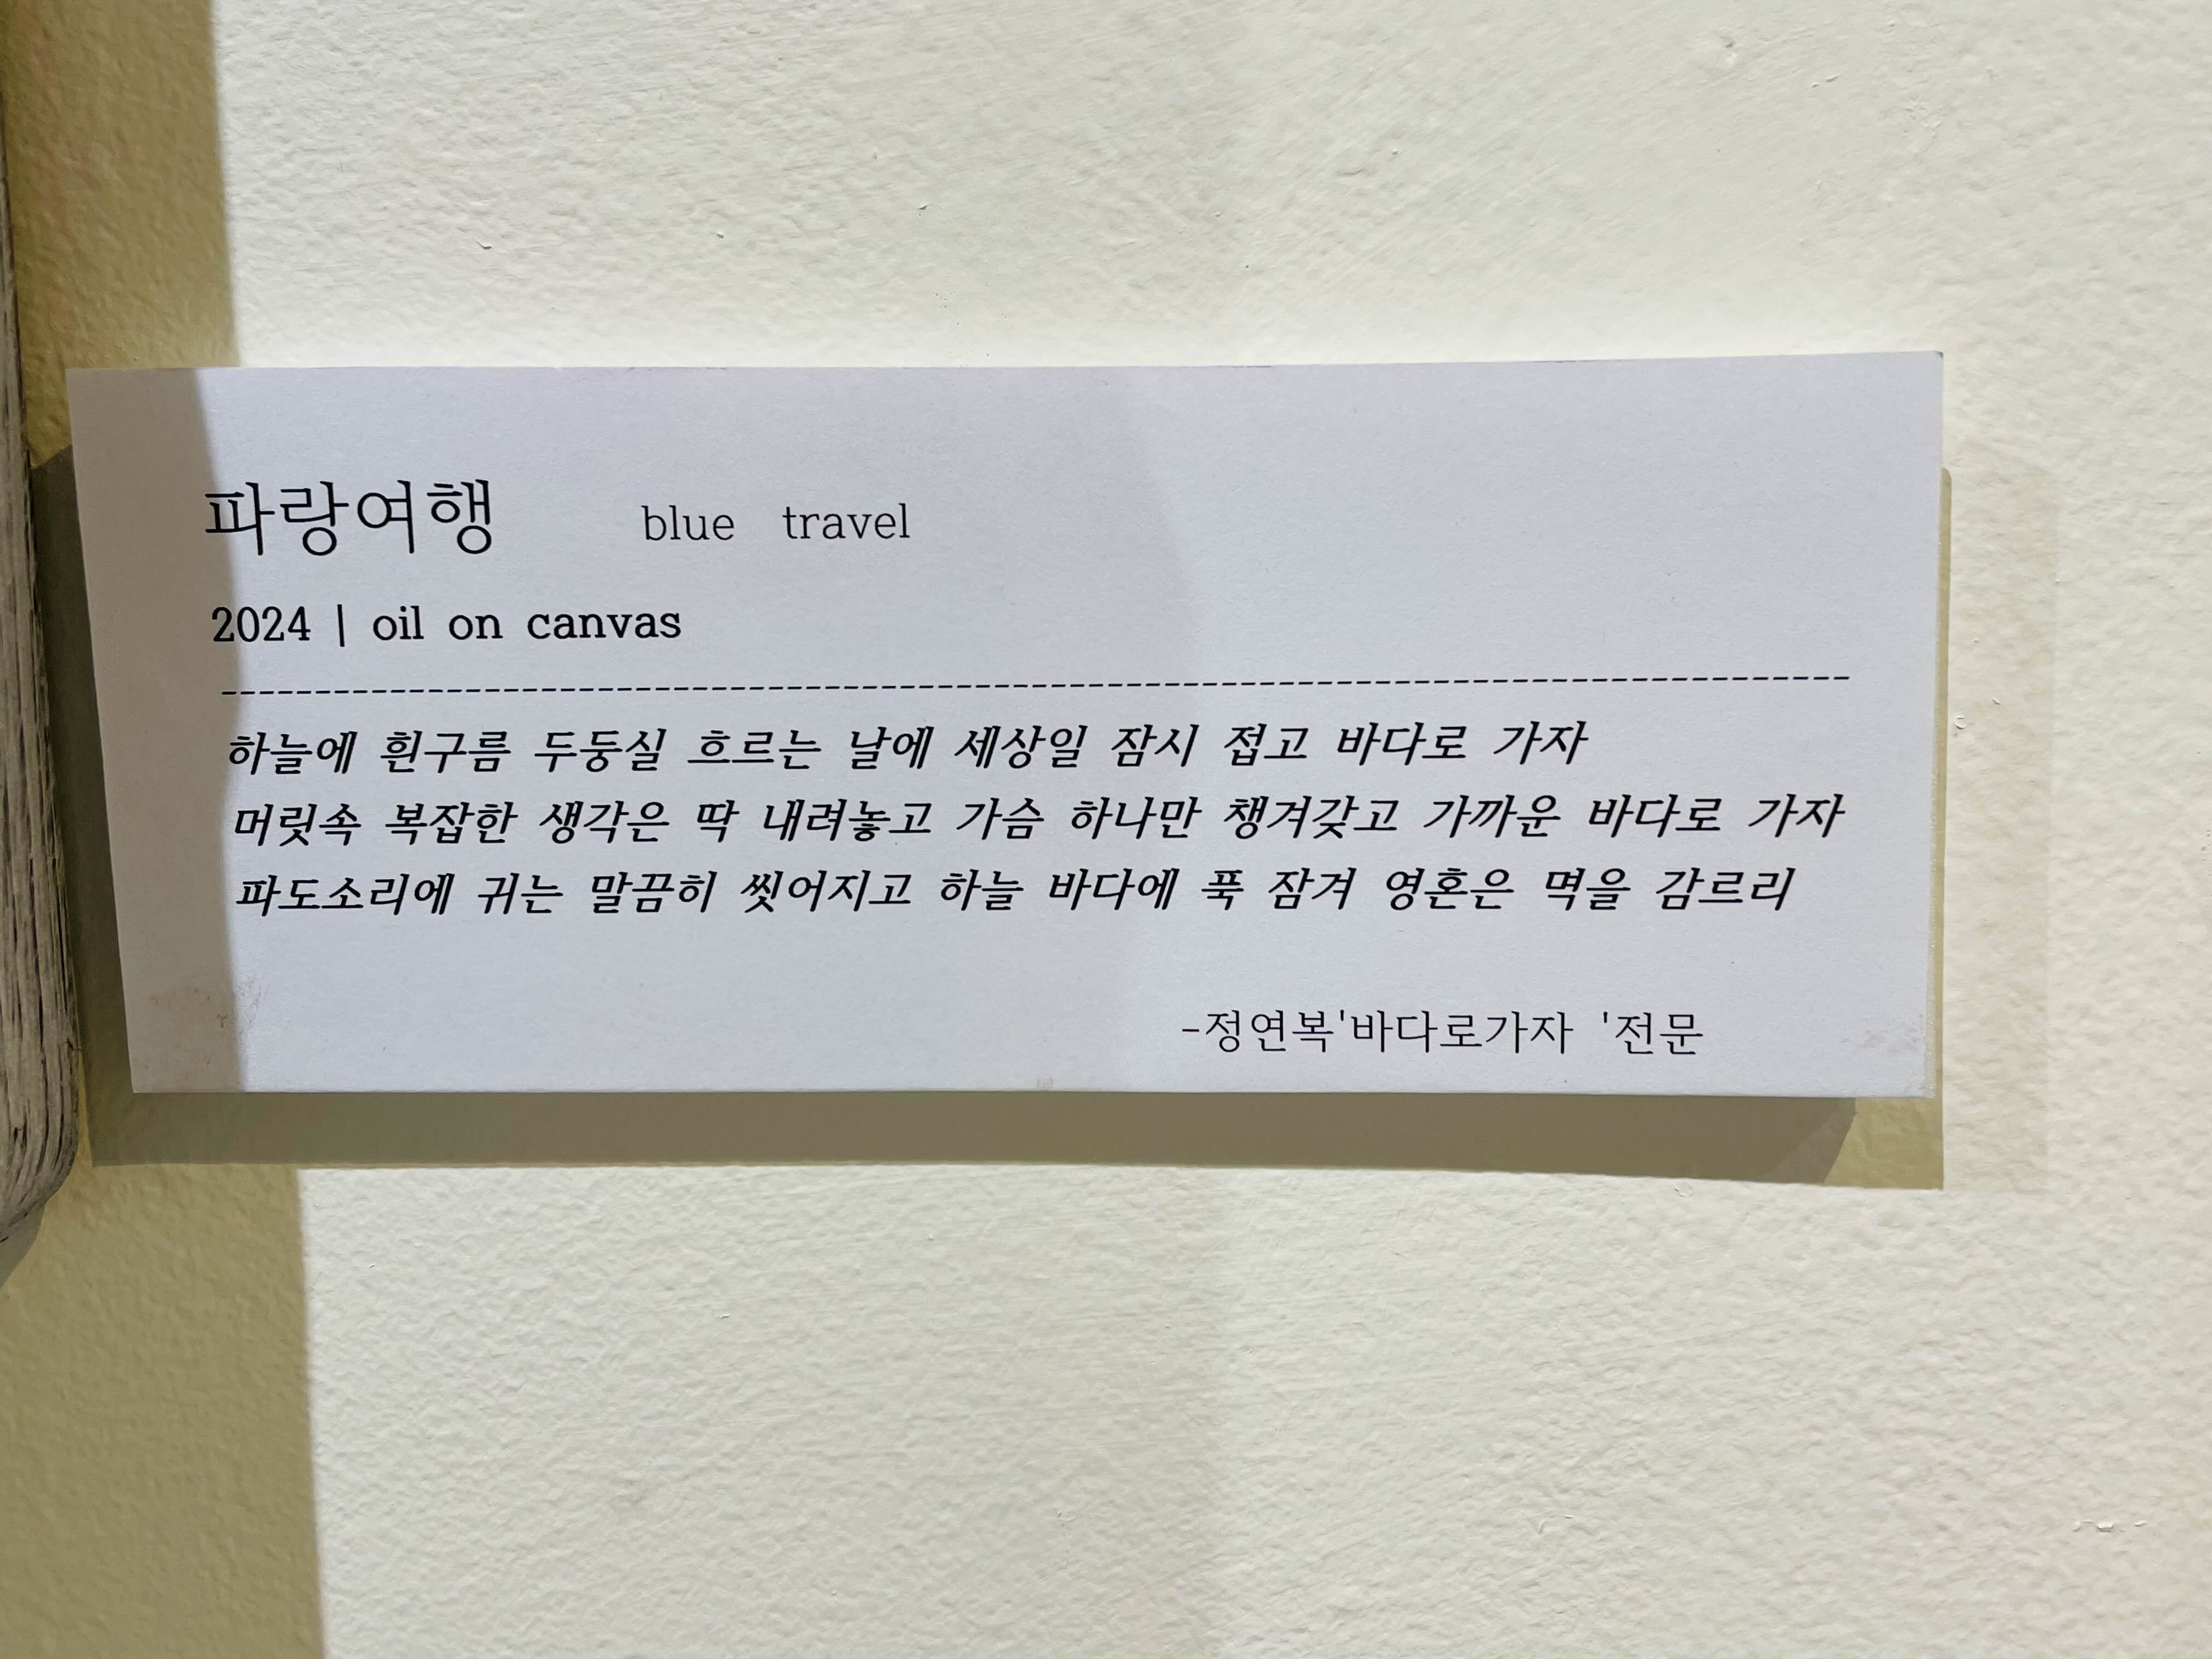 파랑여행 blue travel
2024 | oil on canvas
하늘에 흰구름 두둥실 흐르는 날에 세상일 잠시 접고 바다로 가자
머릿속 복잡한 생각은 딱 내려놓고 가슴 하나만 챙겨갖고 가까운 바다로 가자
파도소리에 귀는 말끔히 씻어지고 하늘 바다에 푹 잠겨 영혼은 멱을 감르리
-정연복'바다로가자 '전문